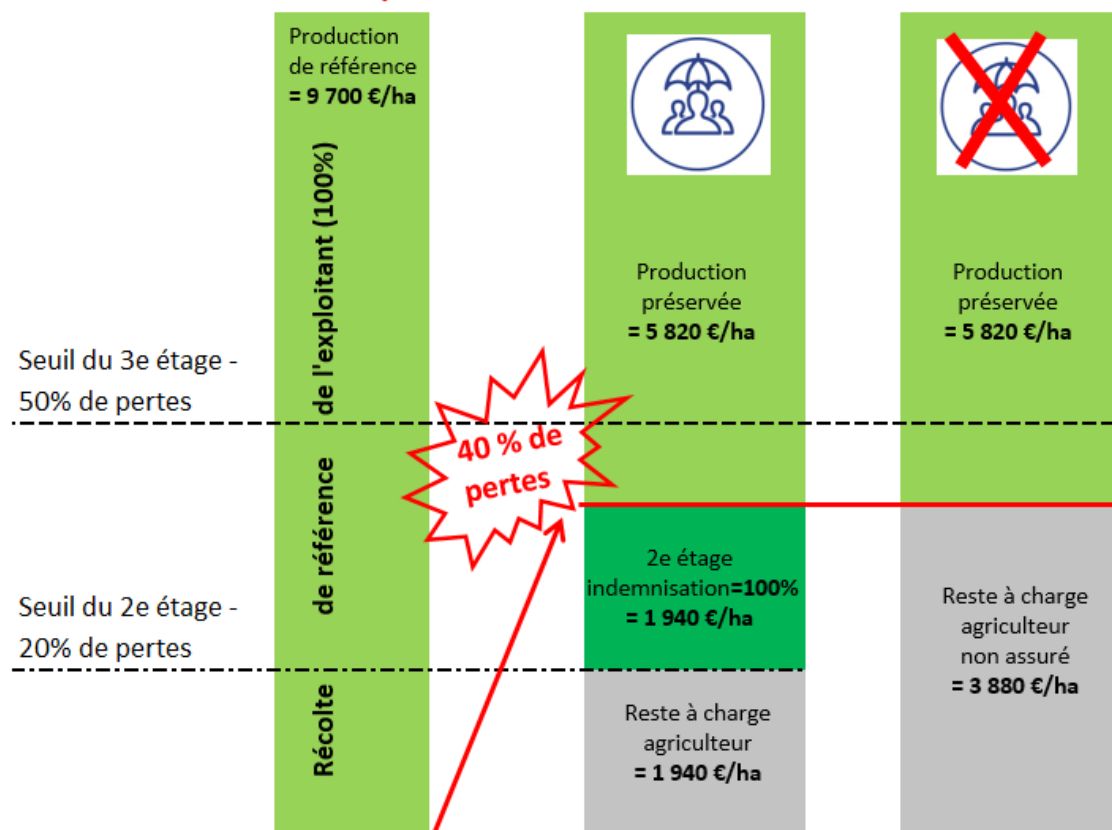 Production
de référence
= 9 700 €/ha
Récolte de référence de l'exploitant (100%)
Seuil du 3e étage -
50% de pertes
Seuil du 2e étage -
20% de pertes
40 % de
pertes
Production
préservée
= 5 820 €/ha
2e étage
indemnisation=100%
= 1 940 €/ha
Reste à charge
agriculteur
= 1 940 €/ha
Production
préservée
= 5 820 €/ha
Reste à charge
agriculteur
non assuré
= 3 880 €/ha